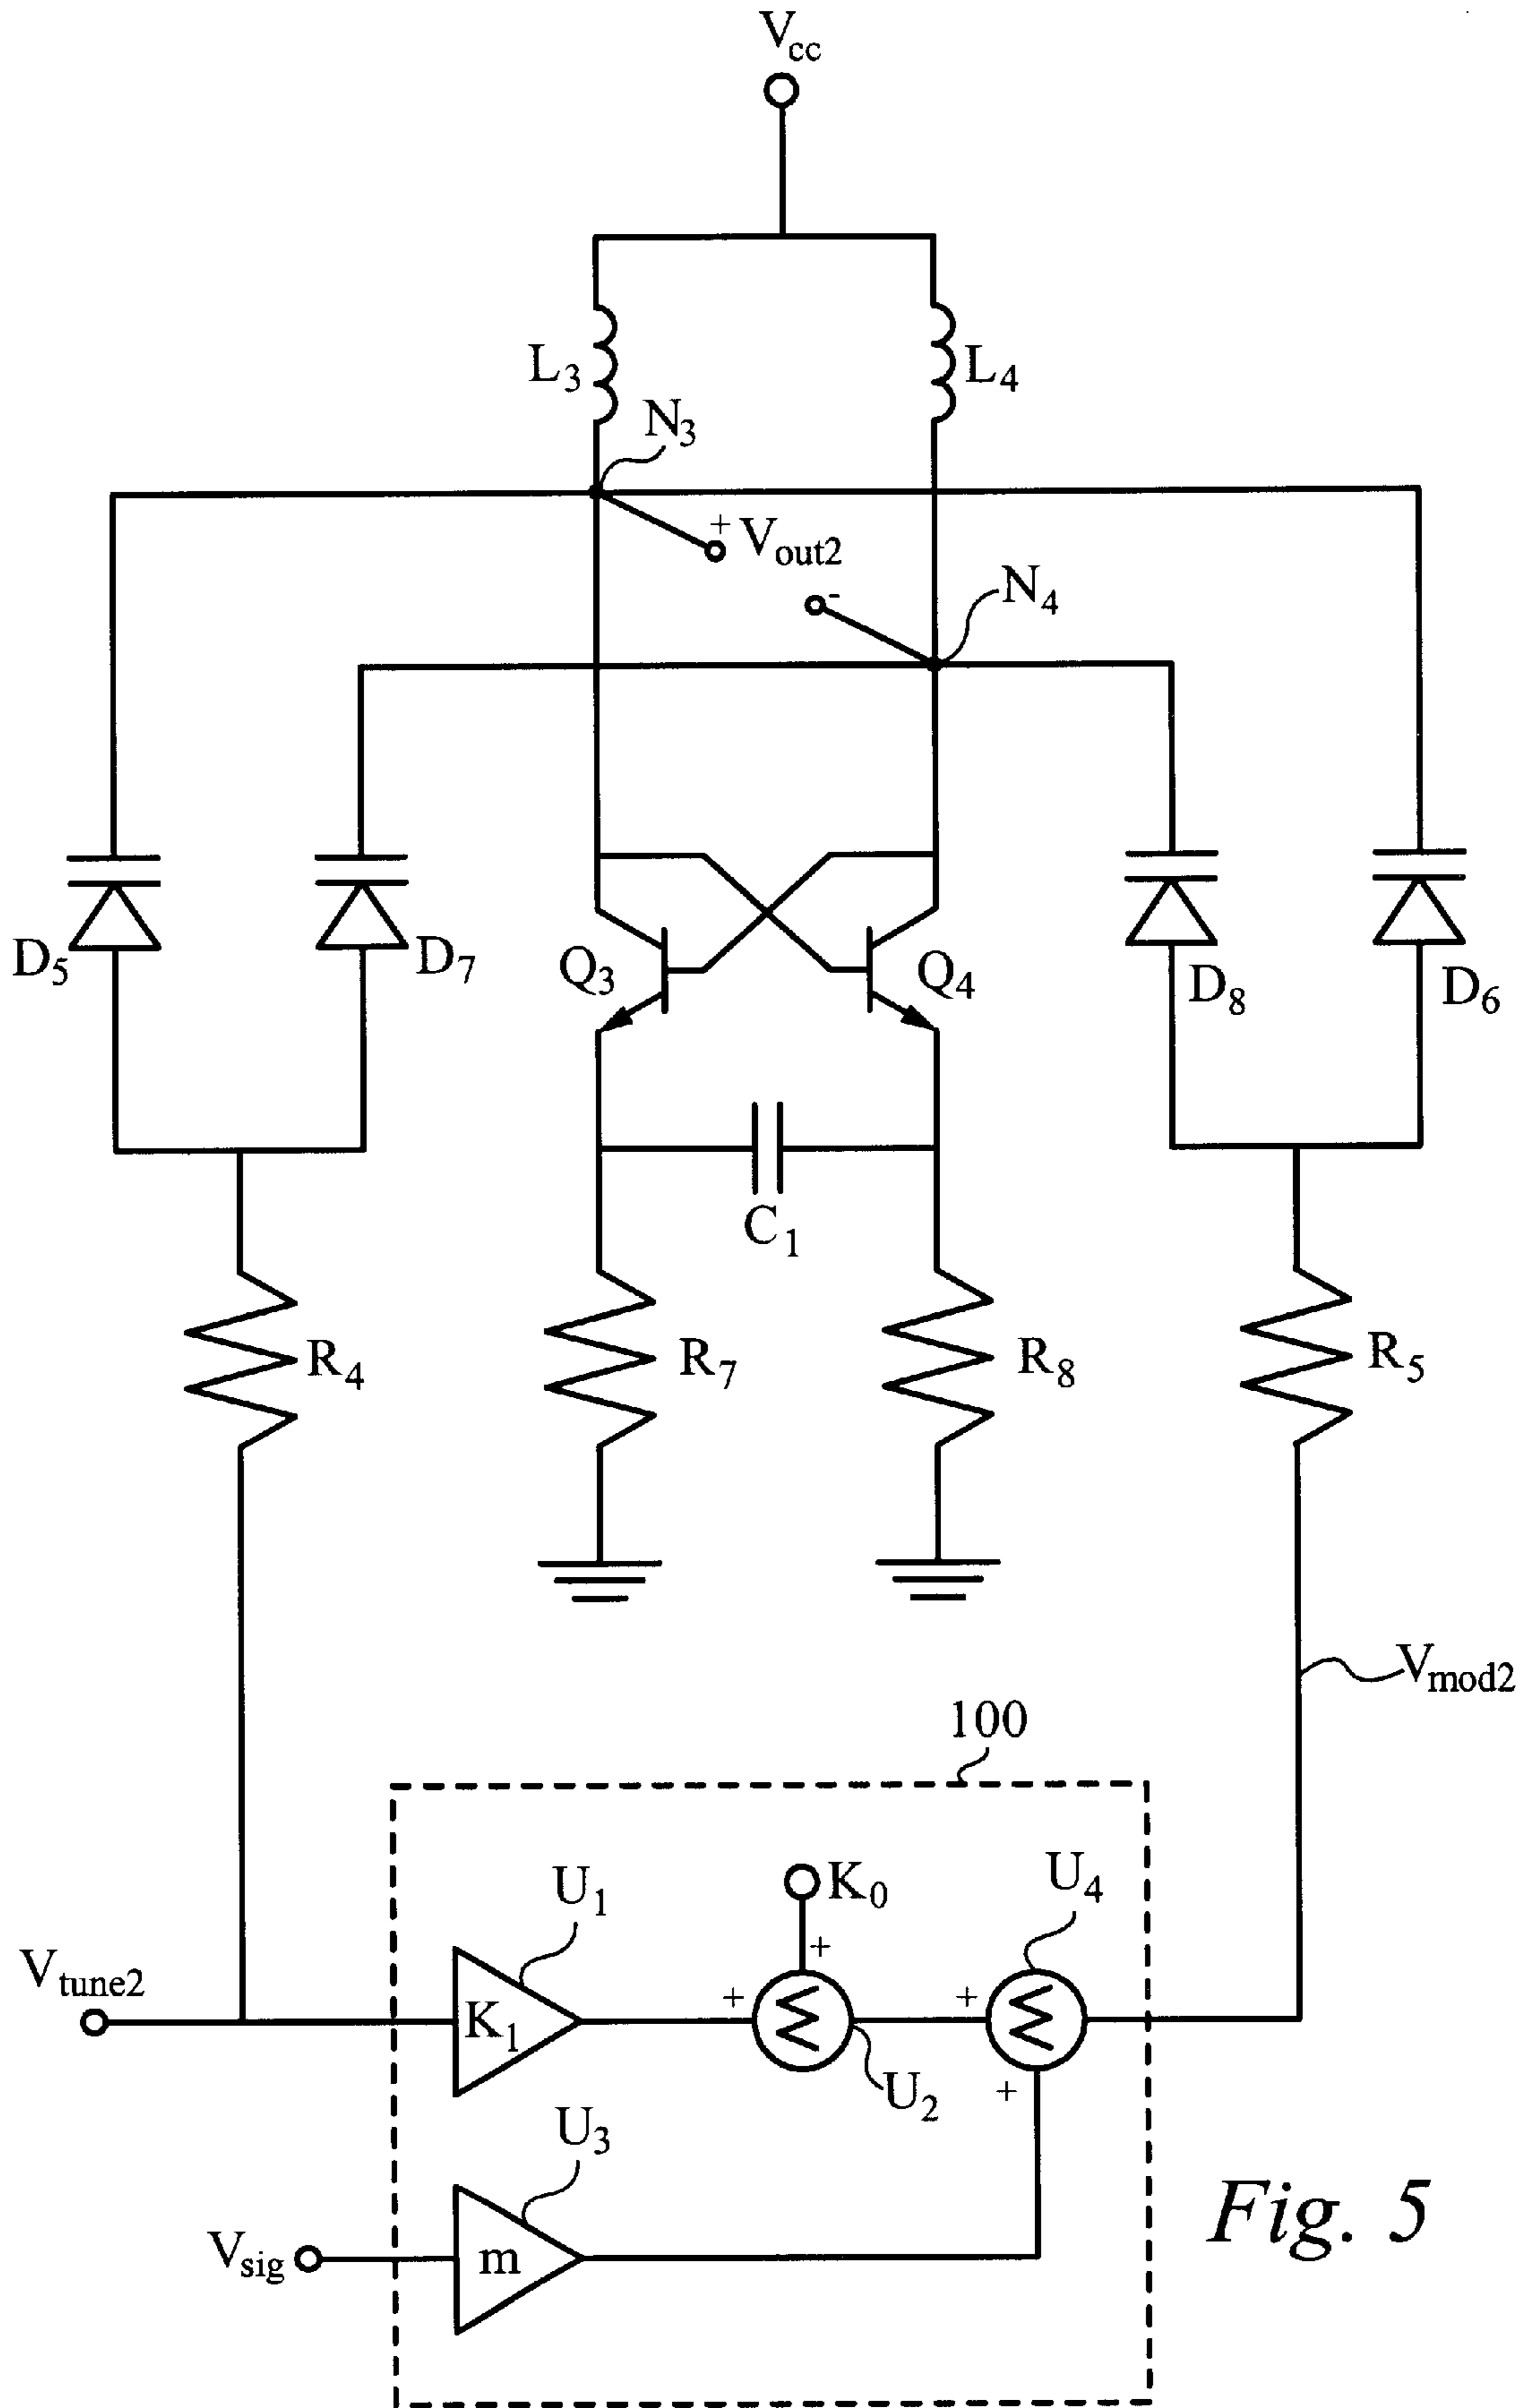 Vcc
L3
L4
N3
+ Vout2
-
N4
D5
D7
Q3
Q4
D8
D6
C1
R4
R7
R8
R5
Vmod2
100
U1
K0
U4
+
Vtune2
K1
+
+
U2
+
U3
Vsig
m
Fig. 5